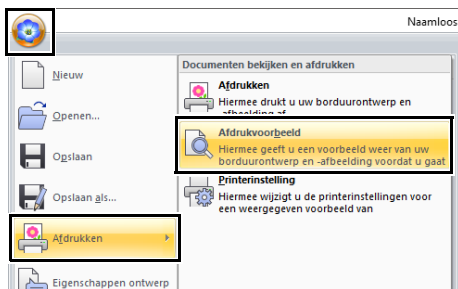 Naamloos
Nieuw
Openen...
Opslaan
Opslaan als...
Afdrukken
Eigenschappen ontwerp
Documenten bekijken en afdrukken
Afdrukken
Hiermee drukt u uw borduurontwerp en
-afbeelding af
Afdrukvoorbeeld
Hiermee geeft u een voorbeeld weer van uw
borduurontwerp en -afbeelding voordat u gaat
Printerinstelling
Hiermee wijzigt u de printerinstellingen voor
een weergegeven voorbeeld van